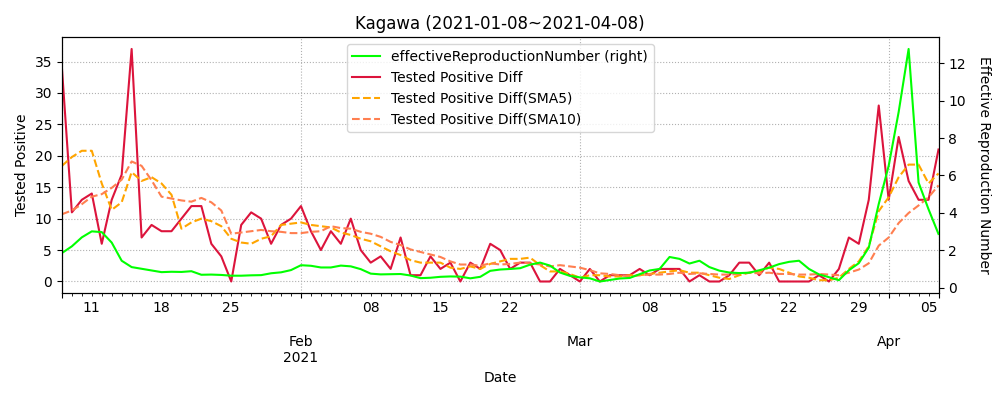 Kagawa (2021-01-08~2021-04-08)
effectiveReproductionNumber (right)
Tested Positive Diff
Tested Positive Diff(SMA5)
Tested Positive Diff(SMA10)
Tested Positive
35
30
25
20
15
10
5
0
Effective Reproduction Number
12
10
8
6
4
2
0
11 18 25 08 15 22 08 15 22 29 05
Feb Mar Apr
2021
Date